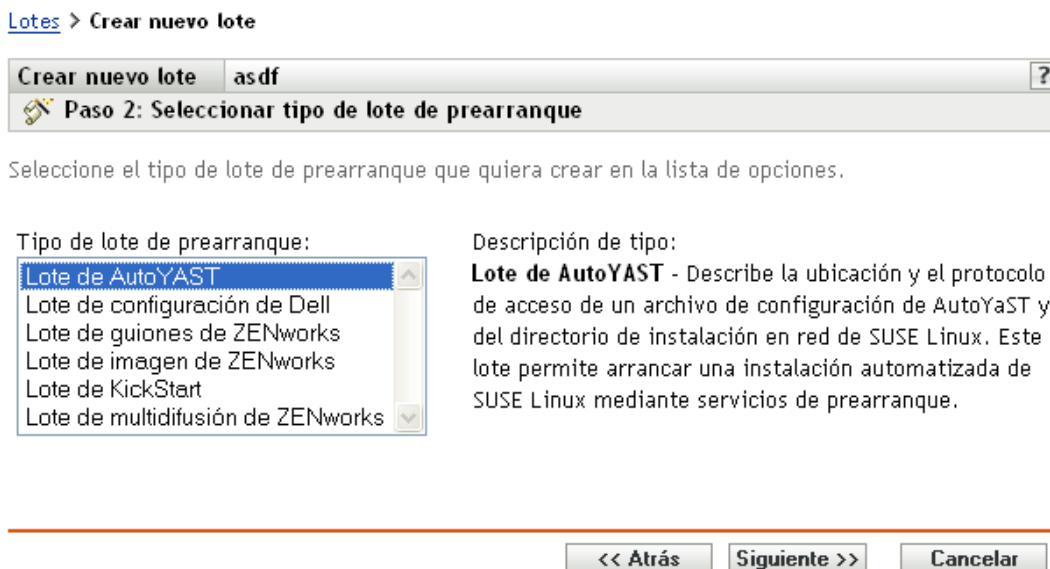 Lotes > Crear nuevo lote
Crear nuevo lote asdf ?
Paso 2: Seleccionar tipo de lote de prearranque
Seleccione el tipo de lote de prearranque que quiera crear en la lista de opciones.
Tipo de lote de prearranque:
Lote de AutoYAST
Lote de configuración de Dell
Lote de guiones de ZENworks
Lote de imagen de ZENworks
Lote de KickStart
Lote de multidifusión de ZENworks
Descripción de tipo:
Lote de AutoYAST - Describe la ubicación y el protocolo
de acceso de un archivo de configuración de AutoYaST y
del directorio de instalación en red de SUSE Linux. Este
lote permite arrancar una instalación automatizada de
SUSE Linux mediante servicios de prearranque.
<< Atrás Siguiente >> Cancelar